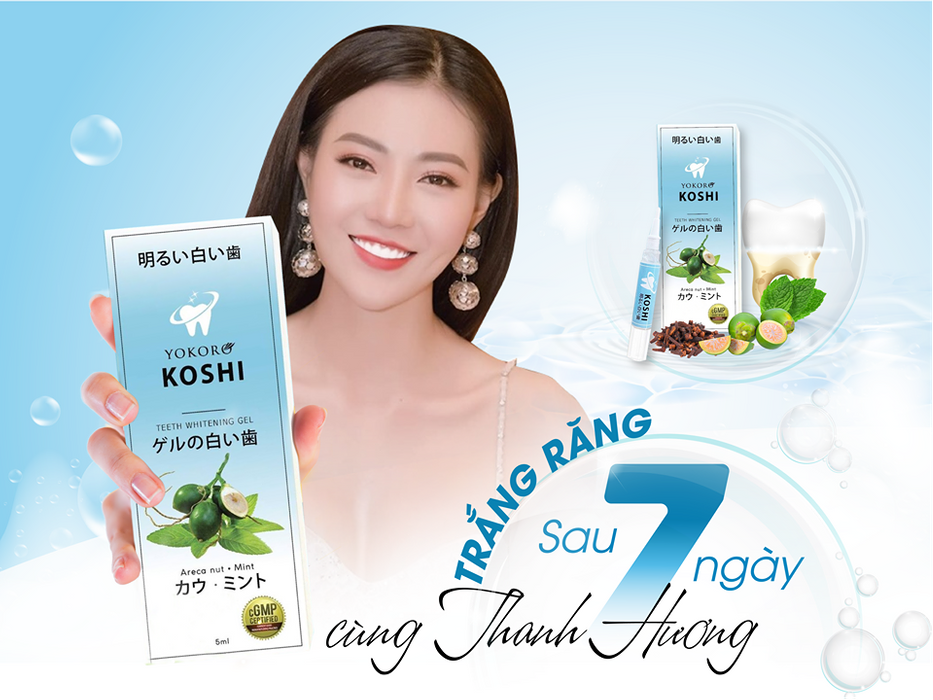 明るい白い歯
YOKORO
KOSHI
TEETH WHITENING GEL
ゲルの白い歯
Areca nut • Mint
カウ・ミント
cGMP
CERTIFIED
5ml
明るい白い歯
YOKORO
KOSHI
TEETH WHITENING GEL
ゲルの白い歯
Areca nut • Mint
カウ・ミント
cGMP
KOSHI
TRẮNG RĂNG
Sau 7 ngày
cùng Thanh Hương